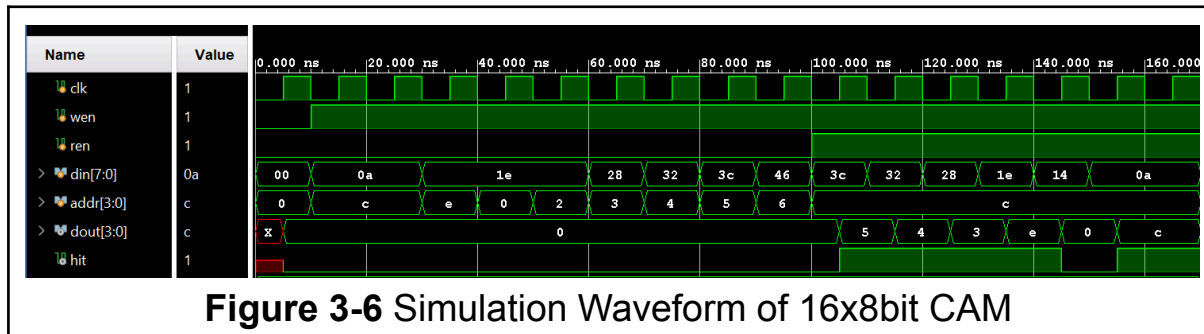 Name Value
0.000 ns 20.000 ns 40.000 ns 60.000 ns 80.000 ns 100.000 ns 120.000 ns 140.000 ns 160.000
clk 1
wen 1
ren 1
> din[7:0] 0a 00 0a 1e 28 32 3c 46 3c 32 28 1e 14 0a
> addr[3:0] c 0 c e 0 2 3 4 5 6 c
> dout[3:0] c X 0 5 4 3 e 0 c
hit 1
Figure 3-6 Simulation Waveform of 16x8bit CAM